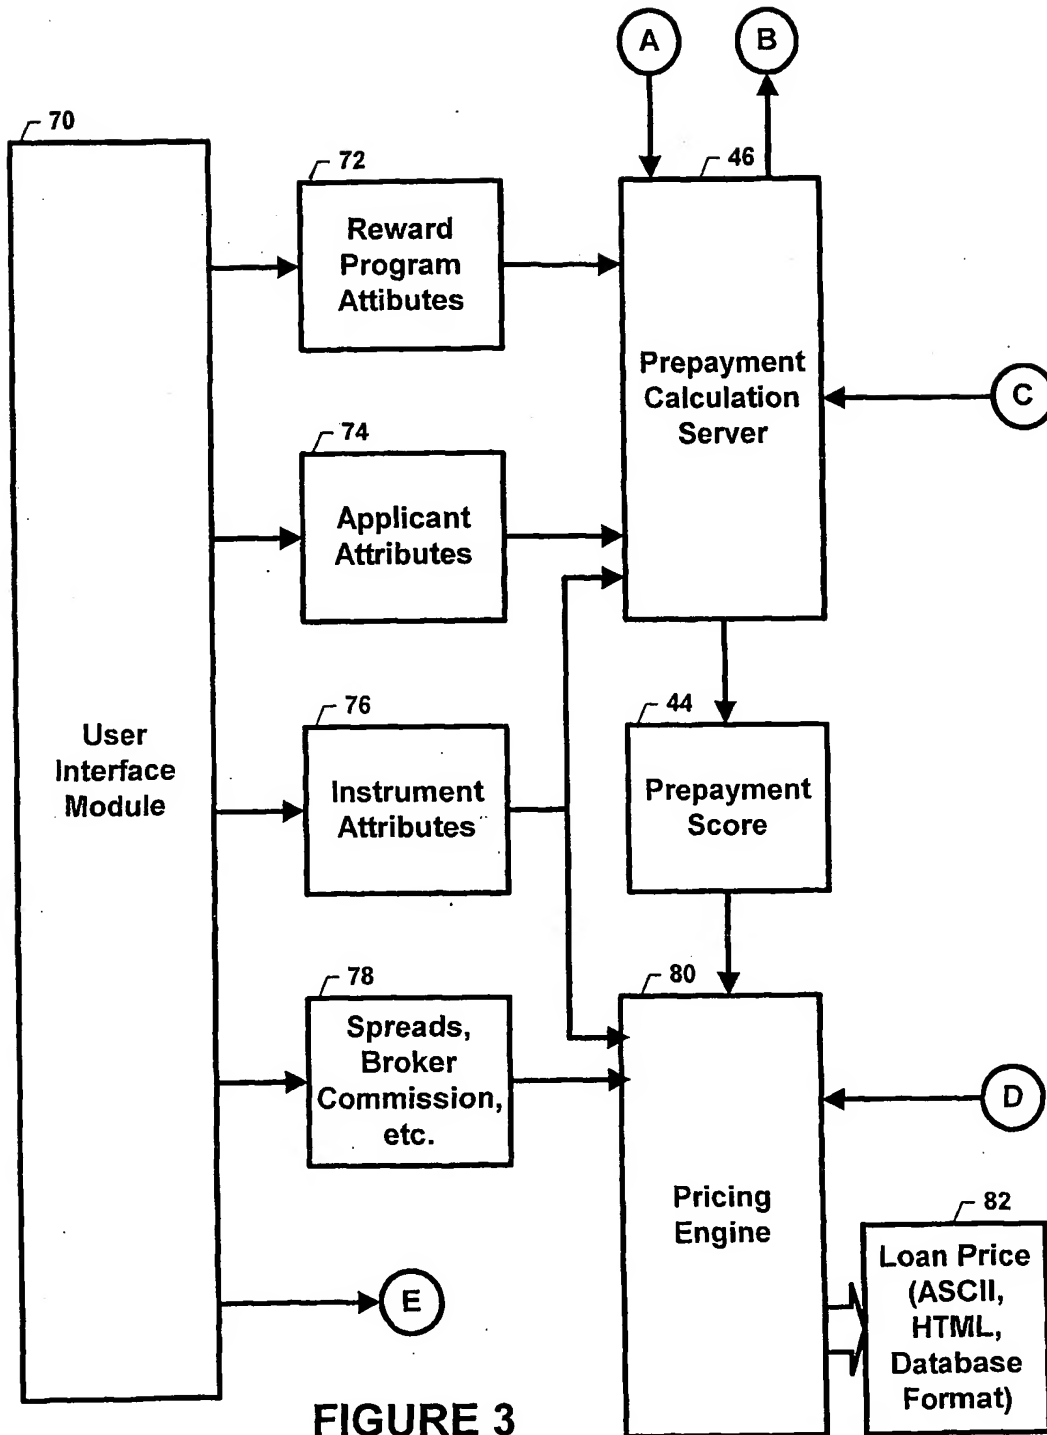 A
B
70
72
46
Reward
Program
Attibutes
Prepayment
Calculation
Server
C
74
Applicant
Attributes
76
44
User
Interface
Module
Instrument
Attributes
Prepayment
Score
78
80
Spreads,
Broker
Commission,
etc.
D
Pricing
Engine
82
Loan Price
(ASCII,
HTML,
Database
Format)
E
FIGURE 3